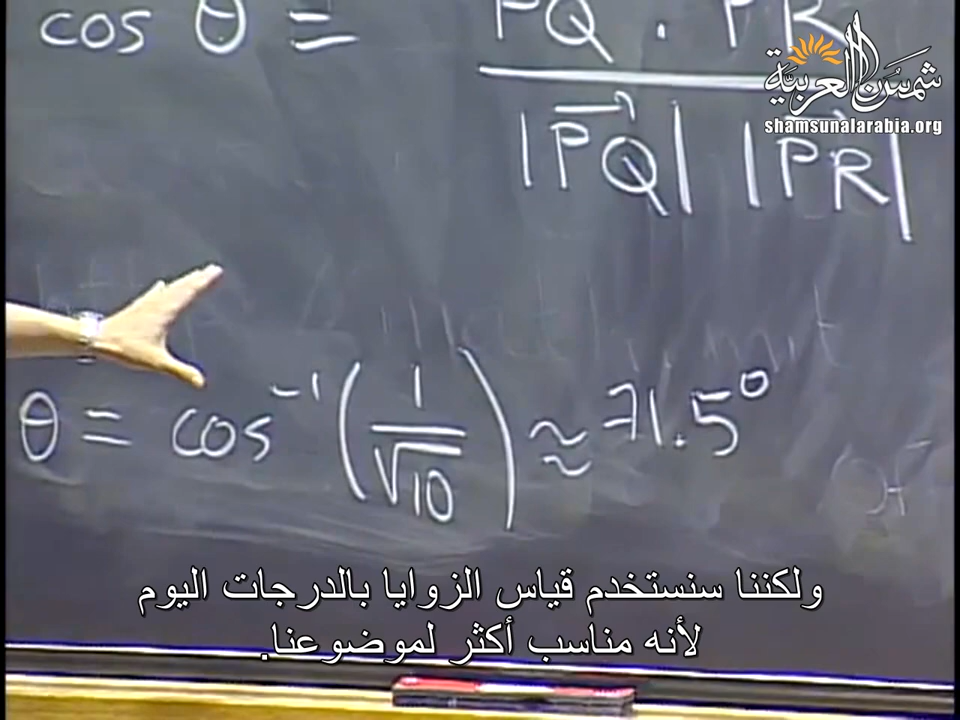 cos θ = PQ · PR
|PQ| |PR|
شمس العربية
shamsunalarabia.org
θ = cos⁻¹ (1/√10) ≈ 71.5°
ولكننا سنستخدم قياس الزوايا بالدرجات اليوم
لأنه مناسب أكثر لموضوعنا.